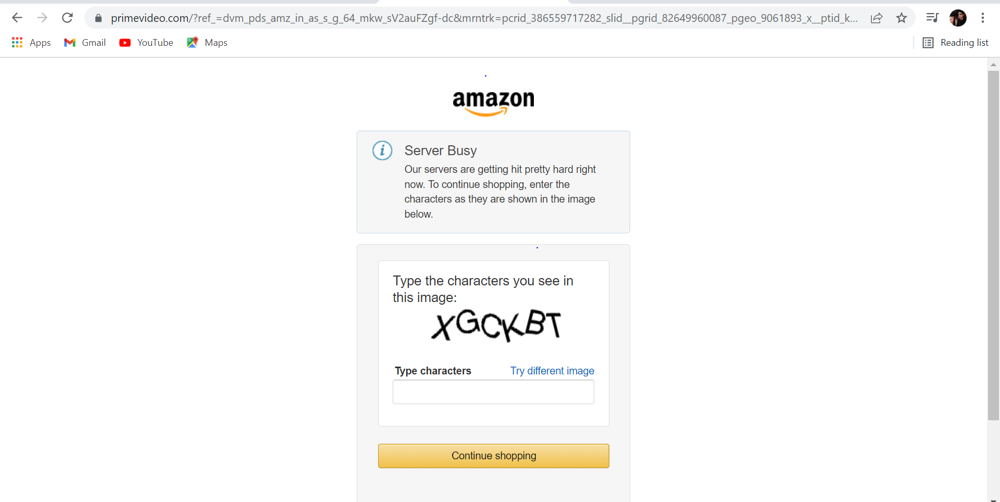 primevideo.com/?ref_=dvm_pds_amz_in_as_s_g_64_mkw_sV2auFZgf-dc&mrntrk=pcrid_386559717282_slid__pgrid_82649960087_pgeo_9061893_x__ptid_k...
Apps Gmail YouTube Maps Reading list
amazon
Server Busy
Our servers are getting hit pretty hard right
now. To continue shopping, enter the
characters as they are shown in the image
below.
Type the characters you see in
this image:
XGCKBT
Type characters Try different image
Continue shopping